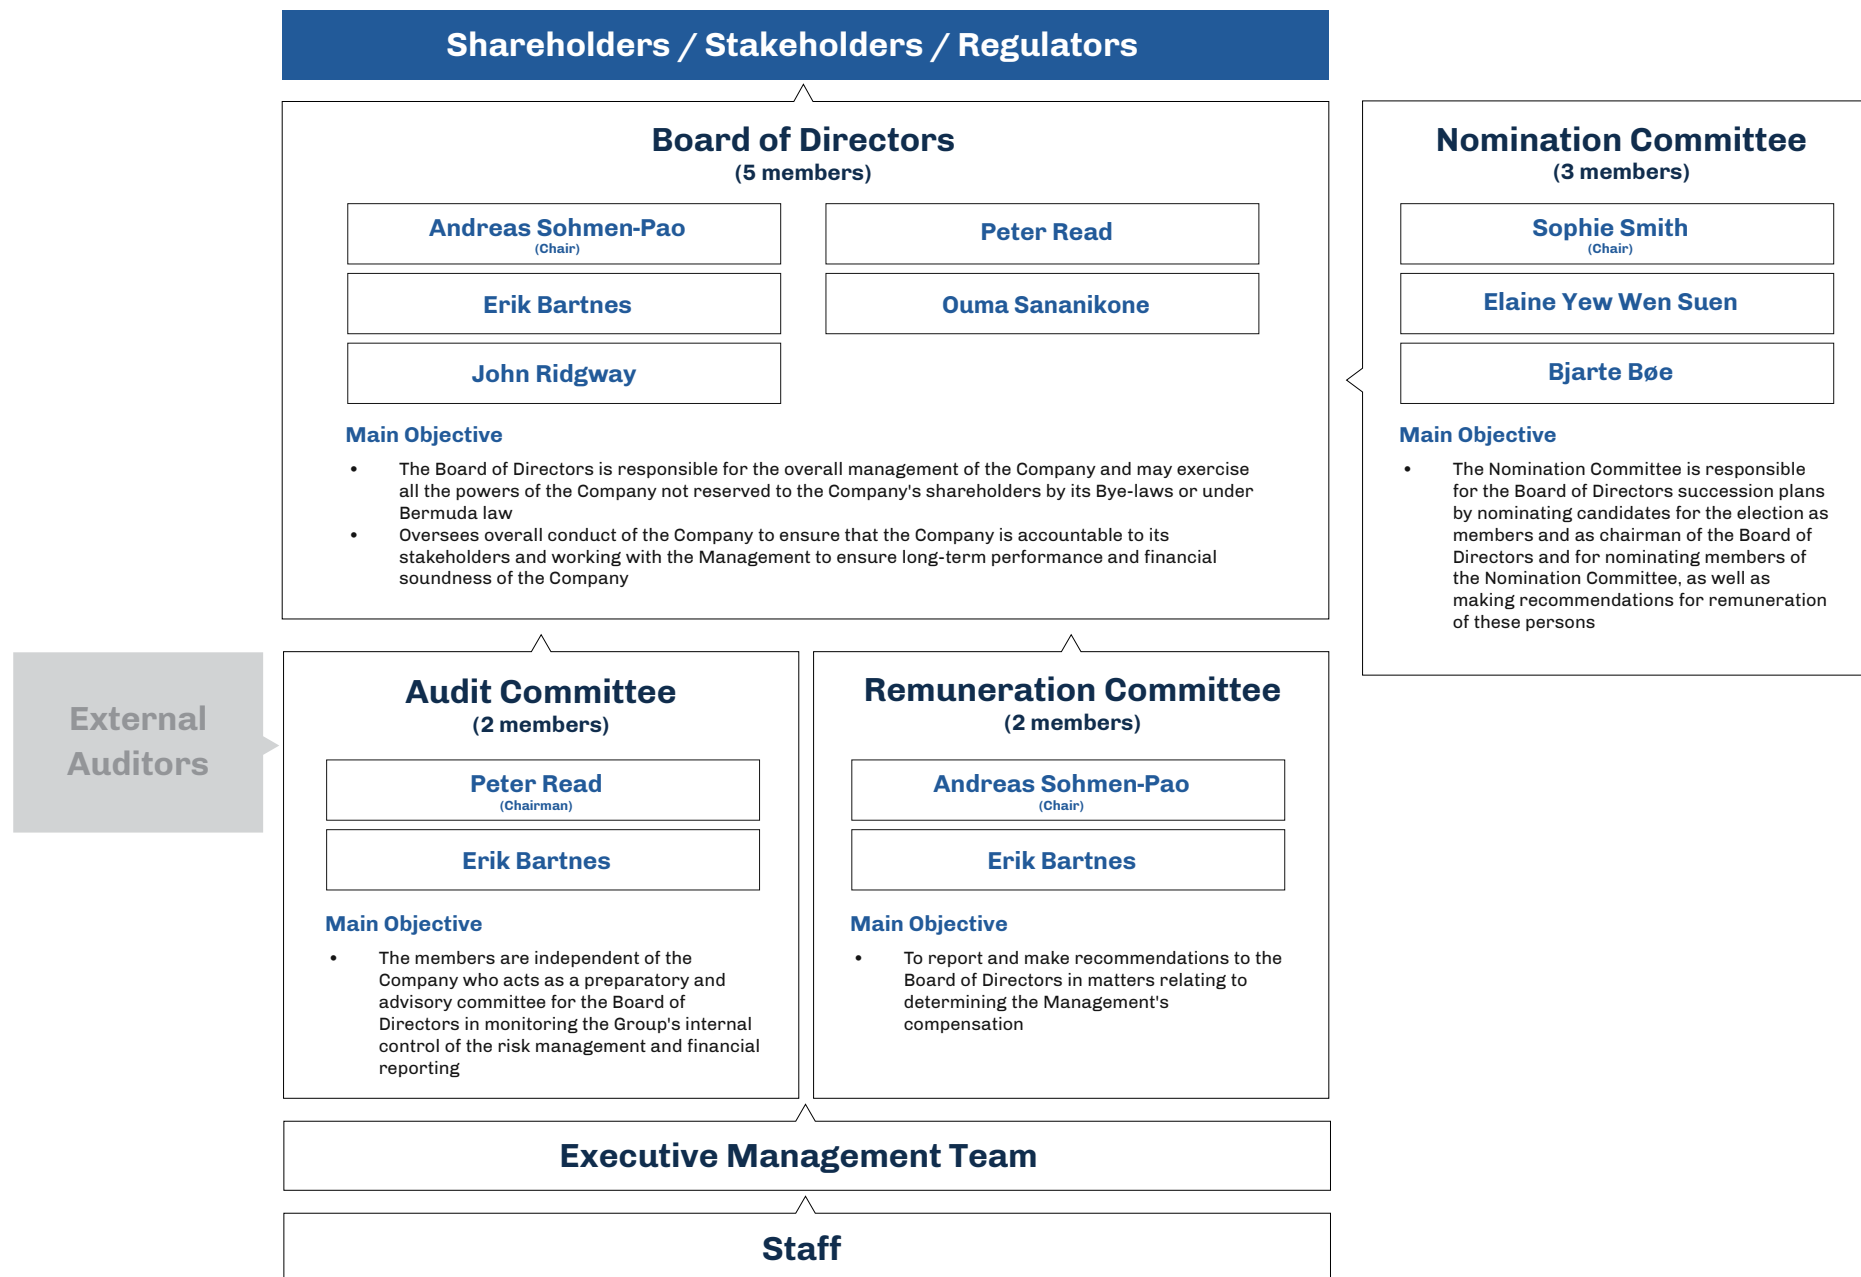 Shareholders / Stakeholders / Regulators
Board of Directors
(5 members)
Andreas Sohmen-Pao
(Chair)
Peter Read
Erik Bartnes
Ouma Sananikone
John Ridgway
Main Objective
• The Board of Directors is responsible for the overall management of the Company and may exercise
all the powers of the Company not reserved to the Company's shareholders by its Bye-laws or under
Bermuda law
• Oversees overall conduct of the Company to ensure that the Company is accountable to its
stakeholders and working with the Management to ensure long-term performance and financial
soundness of the Company
Nomination Committee
(3 members)
Sophie Smith
(Chair)
Elaine Yew Wen Suen
Bjarte Bøe
Main Objective
• The Nomination Committee is responsible
for the Board of Directors succession plans
by nominating candidates for the election as
members and as chairman of the Board of
Directors and for nominating members of
the Nomination Committee, as well as
making recommendations for remuneration
of these persons
External
Auditors
Audit Committee
(2 members)
Peter Read
(Chairman)
Erik Bartnes
Main Objective
• The members are independent of the
Company who acts as a preparatory and
advisory committee for the Board of
Directors in monitoring the Group's internal
control of the risk management and financial
reporting
Remuneration Committee
(2 members)
Andreas Sohmen-Pao
(Chair)
Erik Bartnes
Main Objective
• To report and make recommendations to the
Board of Directors in matters relating to
determining the Management's
compensation
Executive Management Team
Staff